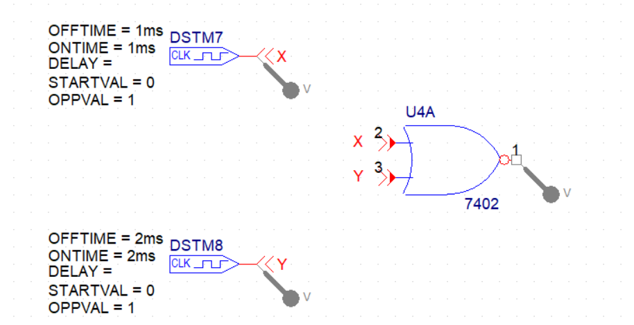 OFFTIME = 1ms
ONTIME = 1ms
DELAY =
STARTVAL = 0
OPPVAL = 1
DSTM7
CLK
X
V
U4A
X 2
Y 3
1
7402
V
OFFTIME = 2ms
ONTIME = 2ms
DELAY =
STARTVAL = 0
OPPVAL = 1
DSTM8
CLK
Y
V